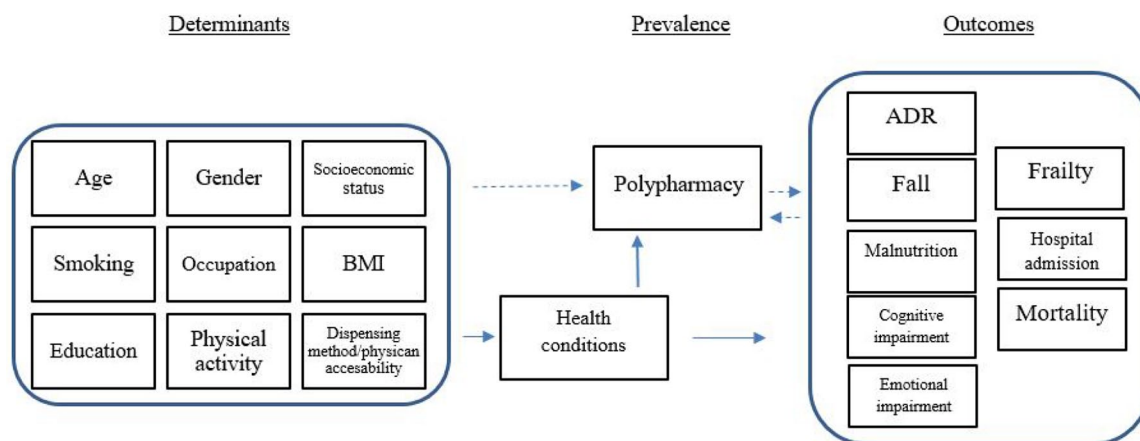 Determinants
Prevalence
Outcomes
Age
Gender
Socioeconomic
status
Smoking
Occupation
BMI
Education
Physical
activity
Dispensing
method/physican
accesability
Polypharmacy
Health
conditions
ADR
Fall
Malnutrition
Cognitive
impairment
Emotional
impairment
Frailty
Hospital
admission
Mortality